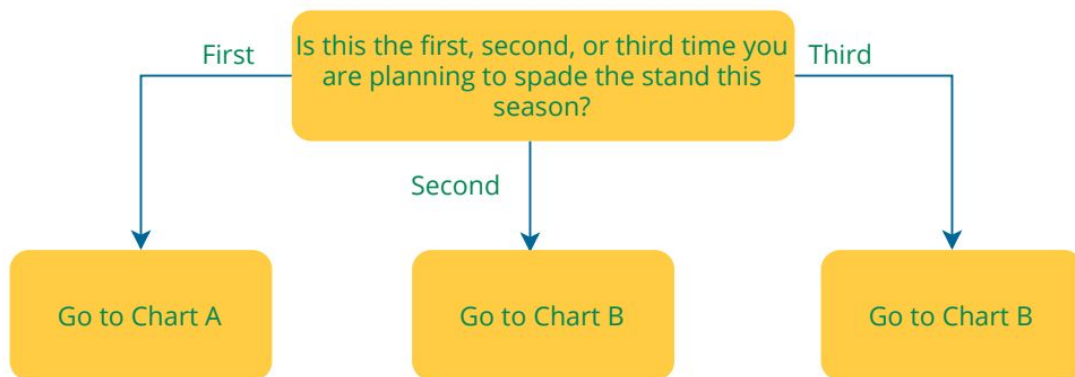 First
Is this the first, second, or third time you
are planning to spade the stand this
season?
Third
Second
Go to Chart A
Go to Chart B
Go to Chart B